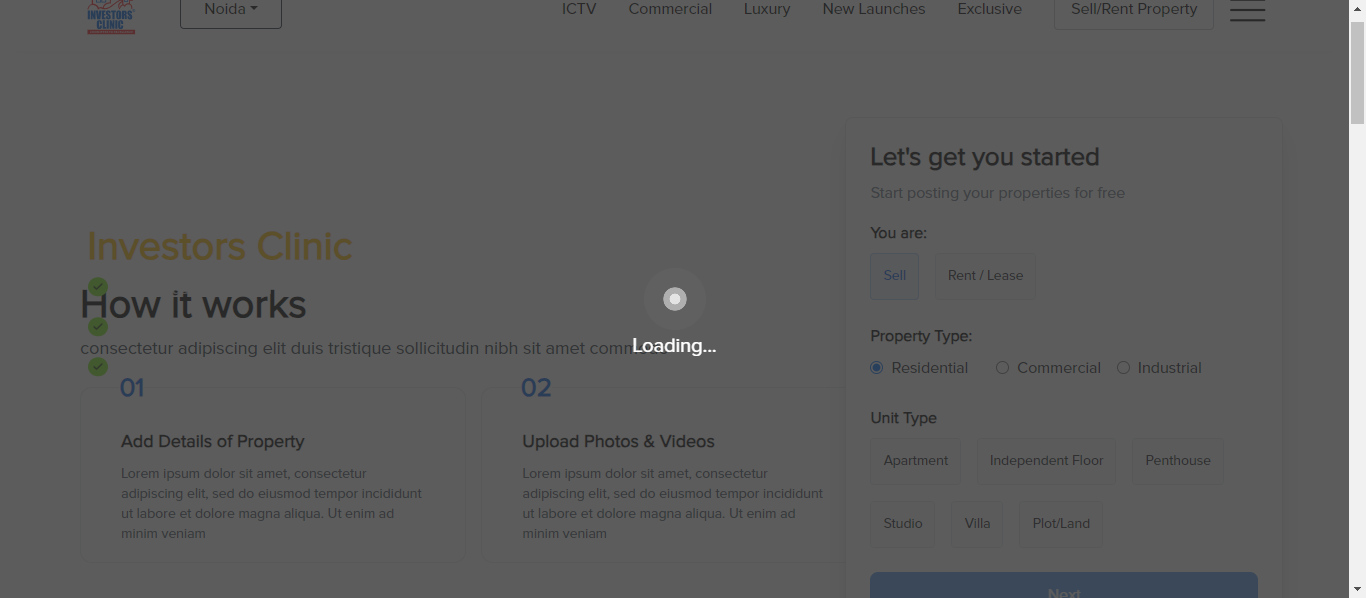 INVESTORS'
CLINIC
Noida
ICTV
Commercial
Luxury
New Launches
Exclusive
Sell/Rent Property
Investors Clinic
How it works
consectetur adipiscing elit duis tristique sollicitudin nibh sit amet
Loading...
01
Add Details of Property
Lorem ipsum dolor sit amet, consectetur
adipiscing elit, sed do eiusmod tempor incididunt
ut labore et dolore magna aliqua. Ut enim ad
minim veniam
02
Upload Photos & Videos
Lorem ipsum dolor sit amet, consectetur
adipiscing elit, sed do eiusmod tempor incididunt
ut labore et dolore magna aliqua. Ut enim ad
minim veniam
Let's get you started
Start posting your properties for free
You are:
Sell
Rent / Lease
Property Type:
Residential
Commercial
Industrial
Unit Type
Apartment
Independent Floor
Penthouse
Studio
Villa
Plot/Land
Next